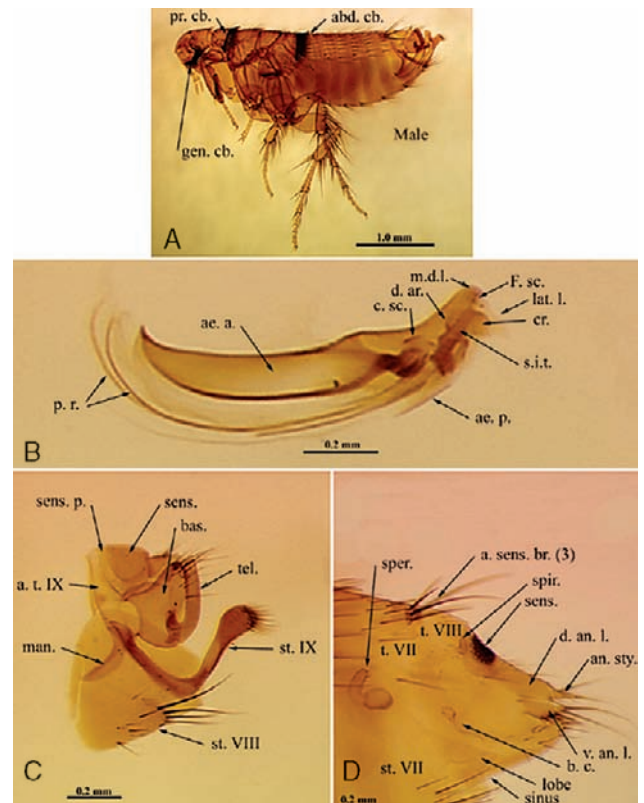 pr. cb.
abd. cb.
gen. cb.
Male
A
1.0 mm
m.d.l.
F. sc.
d. ar.
lat. l.
c. sc.
cr.
ae. a.
s.i.t.
p. r.
ae. p.
B
0.2 mm
sens. p.
sens.
bas.
a. t. IX
tel.
man.
st. IX
st. VIII
C
0.2 mm
sper.
a. sens. br. (3)
spir.
sens.
t. VIII
t. VII
d. an. l.
an. sty.
v. an. l.
b. c.
st. VII
lobe
sinus
D
0.2 mm